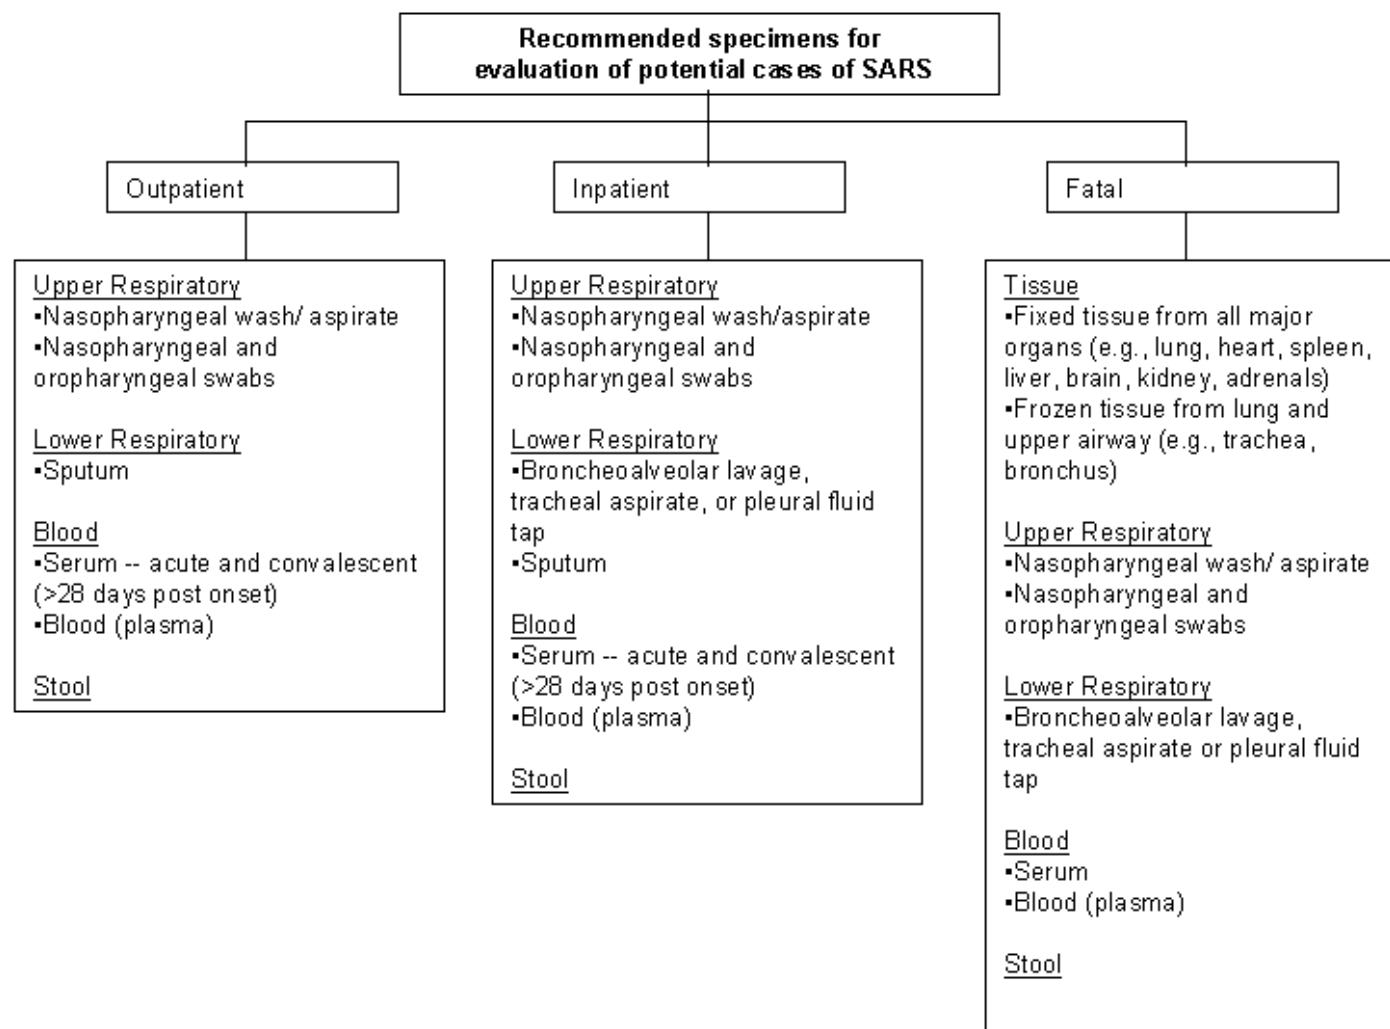 Recommended specimens for
evaluation of potential cases of SARS
Outpatient
Inpatient
Fatal
Upper Respiratory
▪Nasopharyngeal wash/ aspirate
▪Nasopharyngeal and
oropharyngeal swabs
Lower Respiratory
▪Sputum
Blood
▪Serum -- acute and convalescent
(>28 days post onset)
▪Blood (plasma)
Stool
Upper Respiratory
▪Nasopharyngeal wash/aspirate
▪Nasopharyngeal and
oropharyngeal swabs
Lower Respiratory
▪Broncheoalveolar lavage,
tracheal aspirate, or pleural fluid
tap
▪Sputum
Blood
▪Serum -- acute and convalescent
(>28 days post onset)
▪Blood (plasma)
Stool
Tissue
▪Fixed tissue from all major
organs (e.g., lung, heart, spleen,
liver, brain, kidney, adrenals)
▪Frozen tissue from lung and
upper airway (e.g., trachea,
bronchus)
Upper Respiratory
▪Nasopharyngeal wash/ aspirate
▪Nasopharyngeal and
oropharyngeal swabs
Lower Respiratory
▪Broncheoalveolar lavage,
tracheal aspirate or pleural fluid
tap
Blood
▪Serum
▪Blood (plasma)
Stool